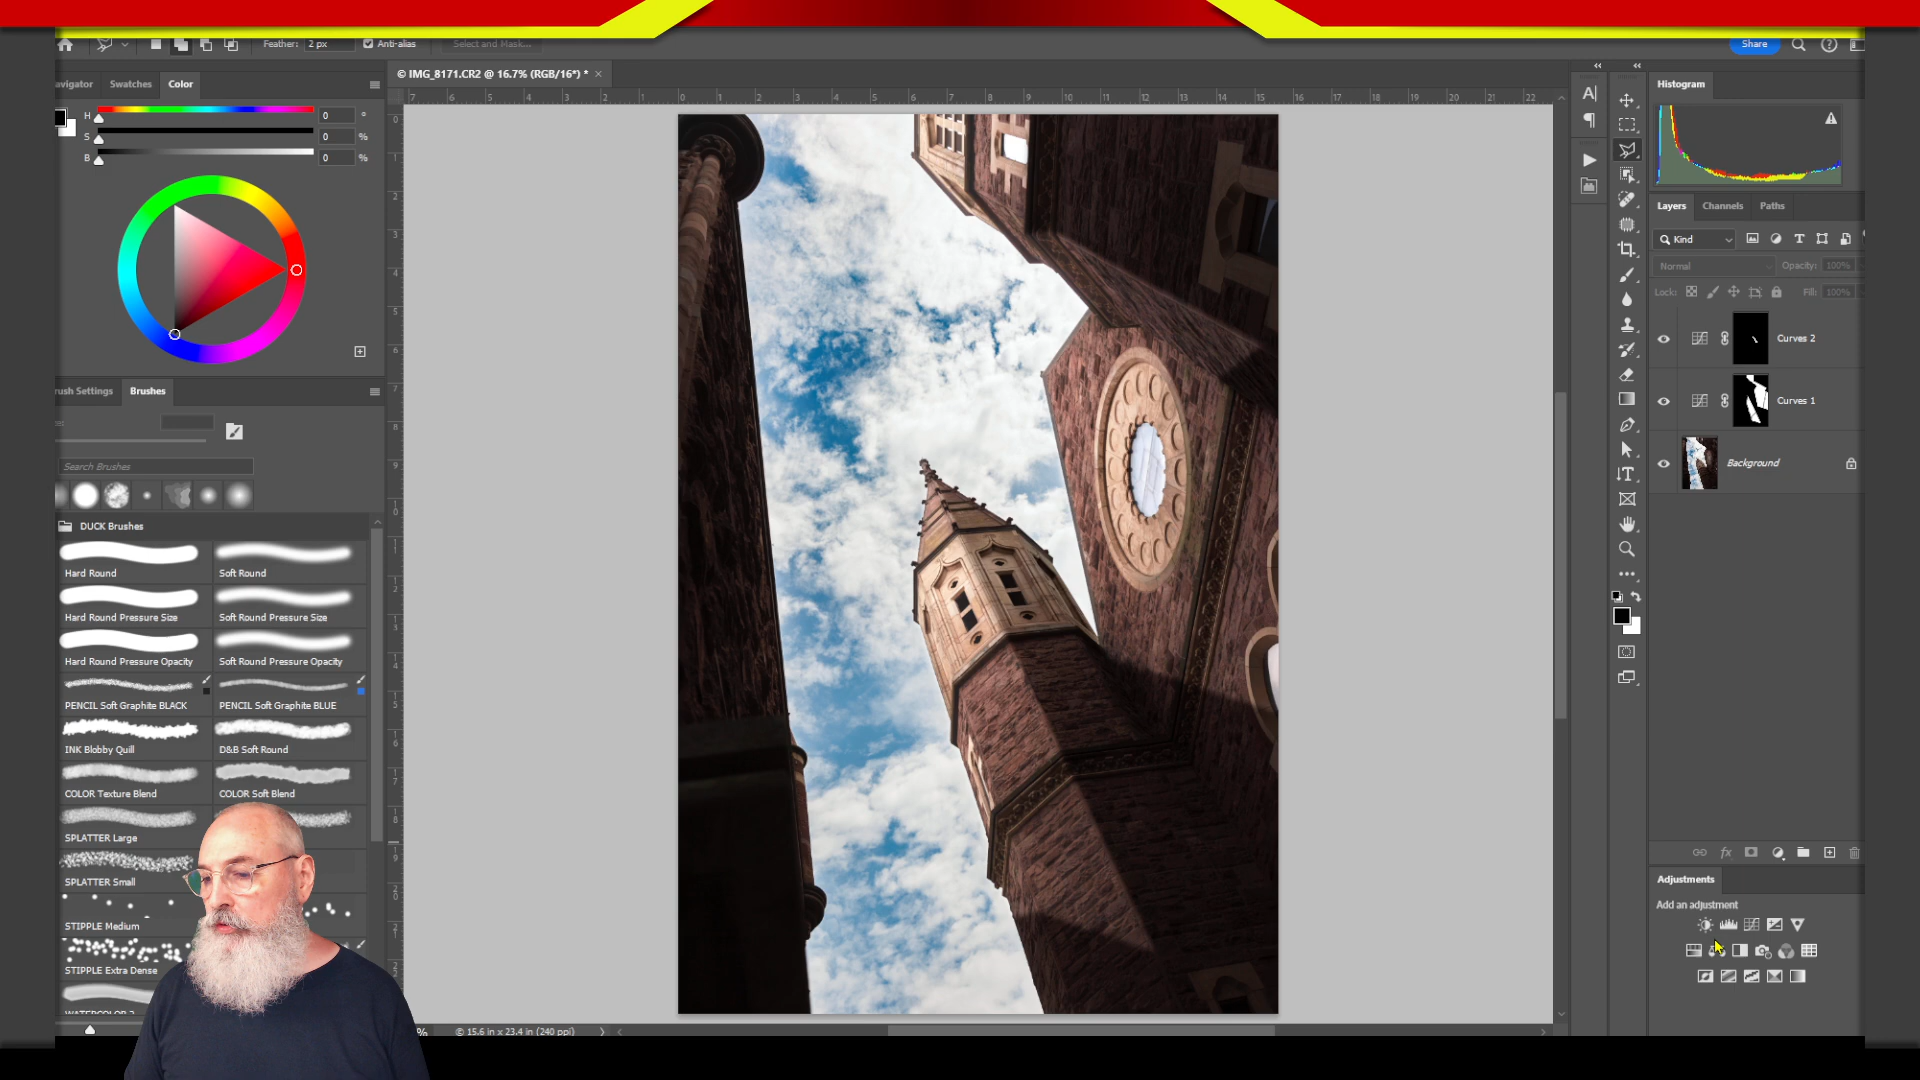 Feather: 2 px Anti-alias Select and Mask... Share
avigator Swatches Color
© IMG_8171.CR2 @ 16.7% (RGB/16*) * ×
H 0 °
S 0 %
B 0 %
rush Settings Brushes
Search Brushes
DUCK Brushes
Hard Round Soft Round
Hard Round Pressure Size Soft Round Pressure Size
Hard Round Pressure Opacity Soft Round Pressure Opacity
PENCIL Soft Graphite BLACK PENCIL Soft Graphite BLUE
INK Blobby Quill D&B Soft Round
COLOR Texture Blend COLOR Soft Blend
SPLATTER Large
SPLATTER Small
STIPPLE Medium
STIPPLE Extra Dense
% © 15.6 in x 23.4 in (240 ppi)
Histogram
Layers Channels Paths
Kind
Normal Opacity: 100%
Lock: Fill: 100%
Curves 2
Curves 1
Background
Adjustments
Add an adjustment